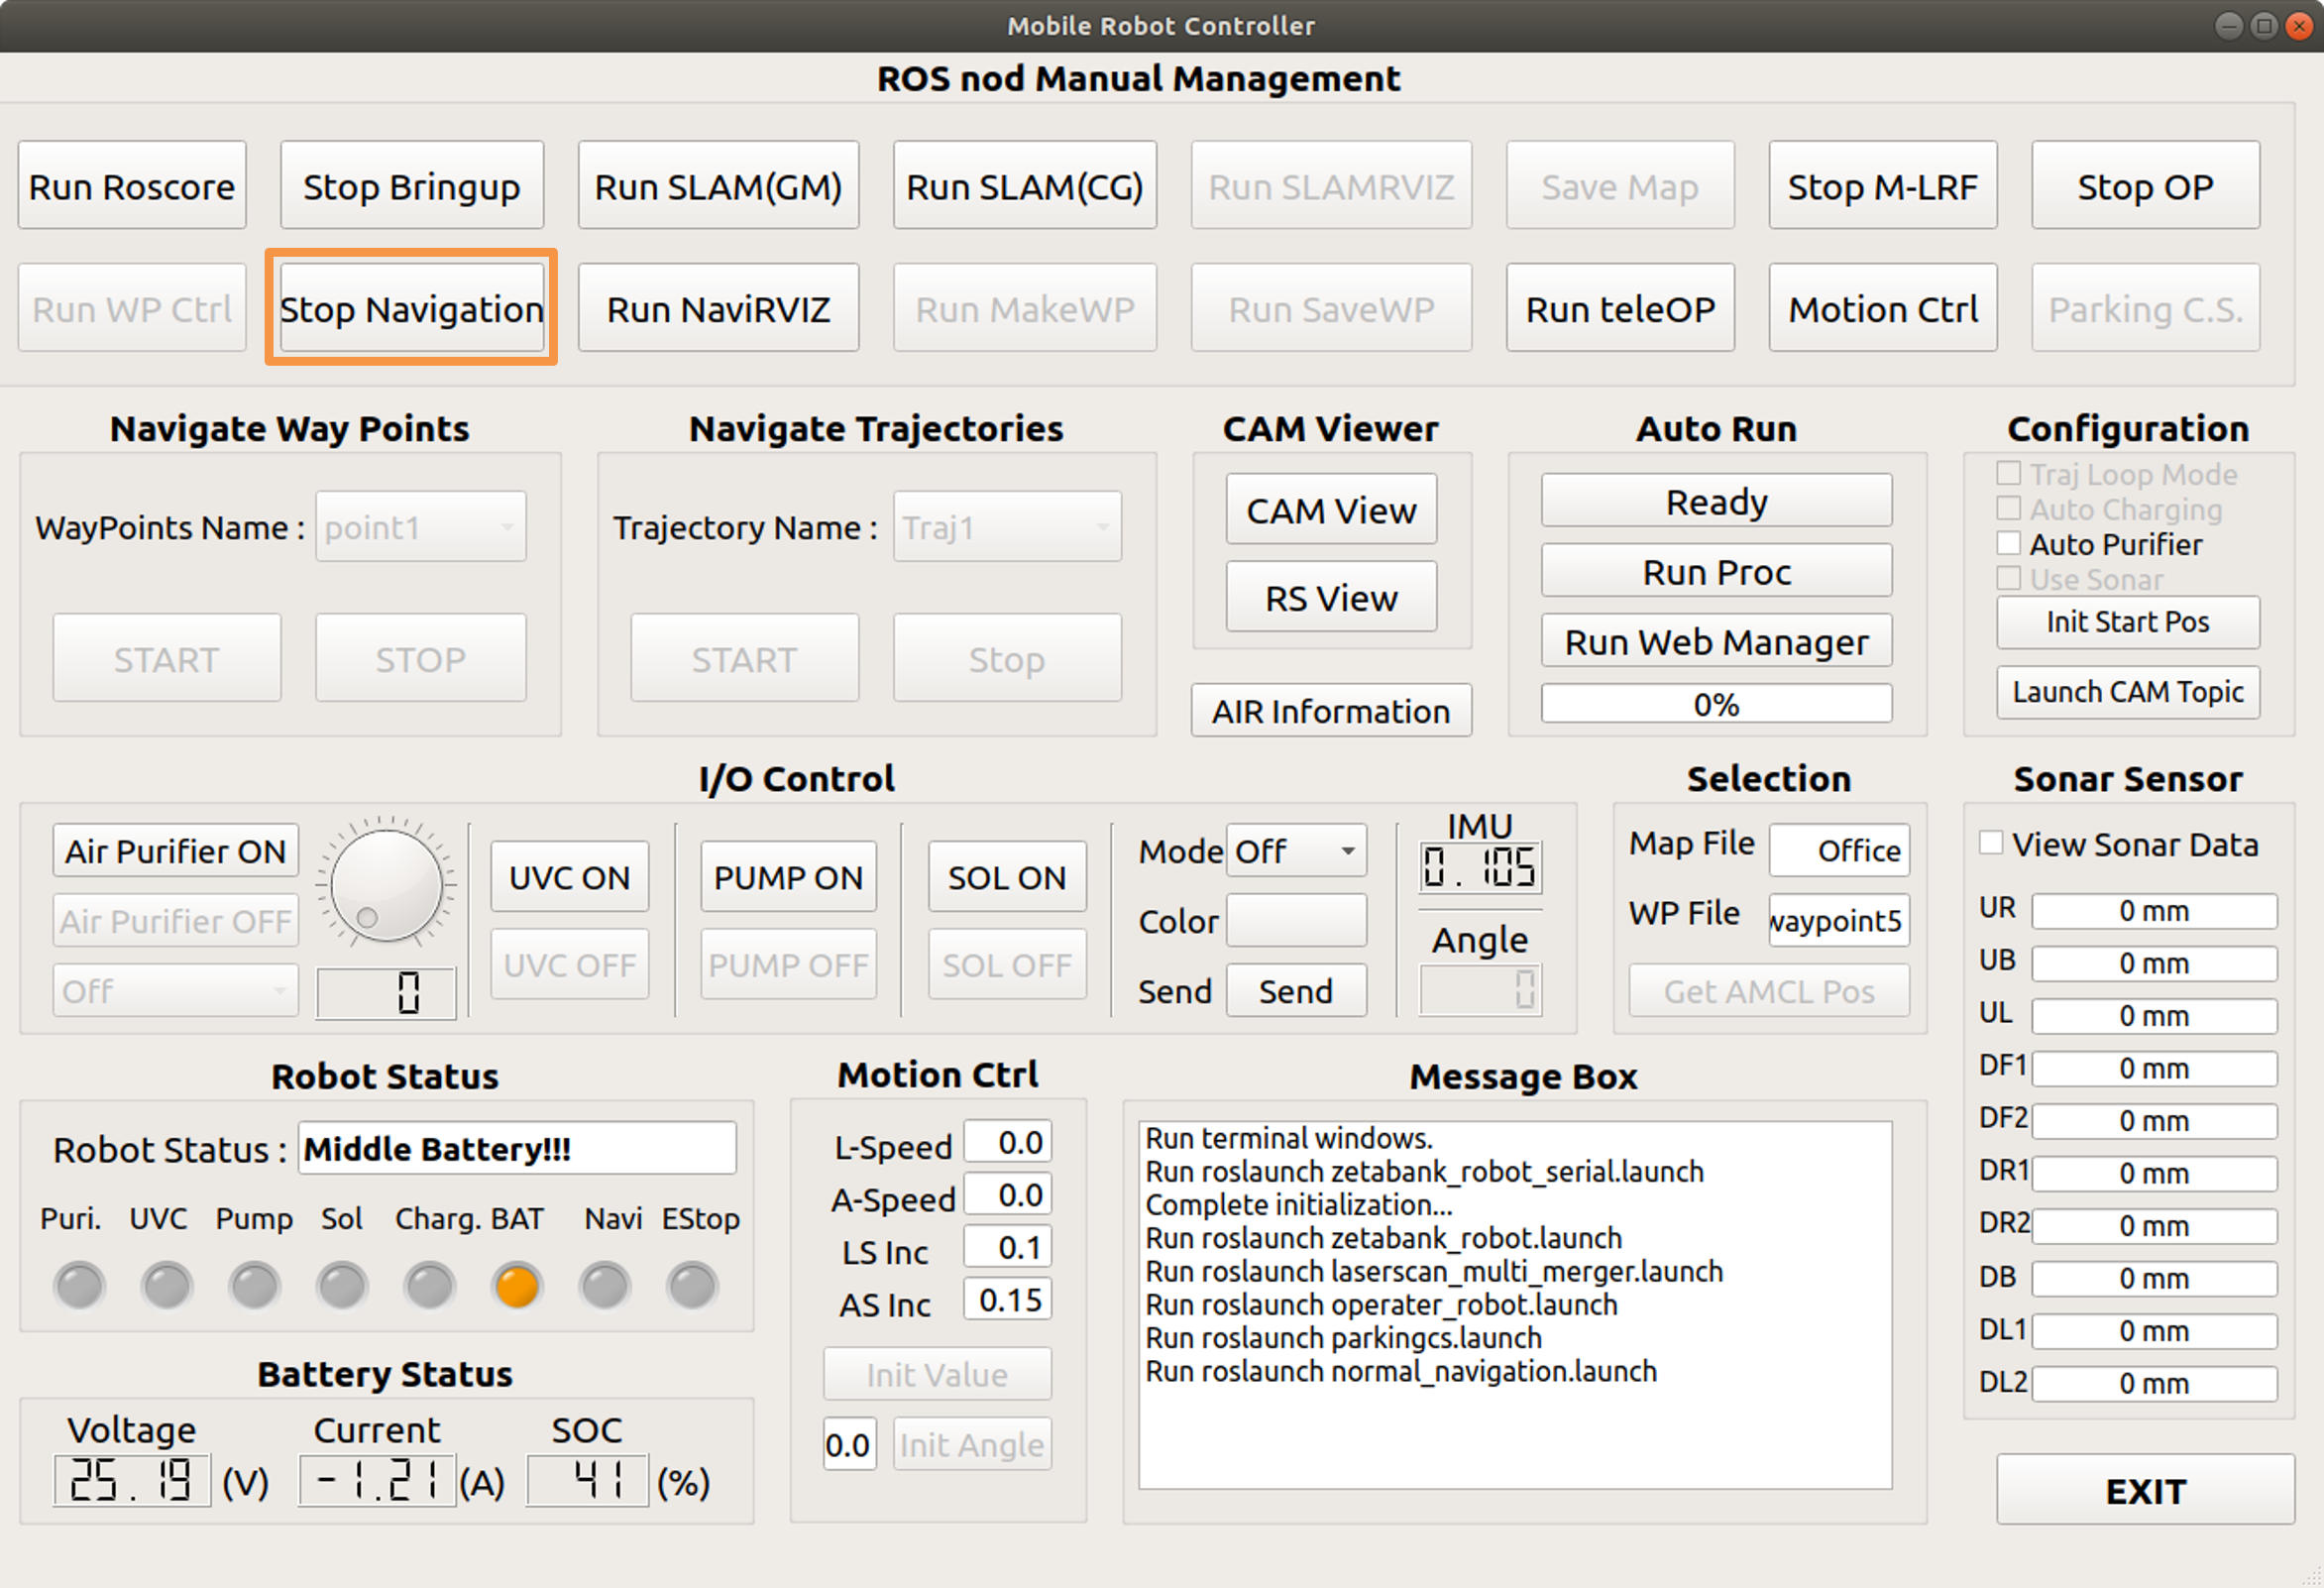 Mobile Robot Controller
ROS nod Manual Management
Run Roscore Stop Bringup Run SLAM(GM) Run SLAM(CG) Run SLAMRVIZ Save Map Stop M-LRF Stop OP
Run WP Ctrl Stop Navigation Run NaviRVIZ Run MakeWP Run SaveWP Run teleOP Motion Ctrl Parking C.S.
Navigate Way Points
WayPoints Name : point1
START STOP
Navigate Trajectories
Trajectory Name : Traj1
START Stop
CAM Viewer
CAM View
RS View
AIR Information
Auto Run
Ready
Run Proc
Run Web Manager
0%
Configuration
Traj Loop Mode
Auto Charging
Auto Purifier
Use Sonar
Init Start Pos
Launch CAM Topic
I/O Control
Air Purifier ON
Air Purifier OFF
Off
0
UVC ON
UVC OFF
PUMP ON
PUMP OFF
SOL ON
SOL OFF
Mode Off
Color
Send Send
IMU
0.105
Angle
0
Selection
Map File Office
WP File waypoint5
Get AMCL Pos
Sonar Sensor
View Sonar Data
UR 0 mm
UB 0 mm
UL 0 mm
DF1 0 mm
DF2 0 mm
DR1 0 mm
DR2 0 mm
DB 0 mm
DL1 0 mm
DL2 0 mm
Robot Status
Robot Status : Middle Battery!!!
Puri. UVC Pump Sol Charg. BAT Navi EStop
Battery Status
Voltage Current SOC
25.19 (V) -1.21 (A) 41 (%)
Motion Ctrl
L-Speed 0.0
A-Speed 0.0
LS Inc 0.1
AS Inc 0.15
Init Value
0.0 Init Angle
Message Box
Run terminal windows.
Run roslaunch zetabank_robot_serial.launch
Complete initialization...
Run roslaunch zetabank_robot.launch
Run roslaunch laserscan_multi_merger.launch
Run roslaunch operater_robot.launch
Run roslaunch parkingcs.launch
Run roslaunch normal_navigation.launch
EXIT